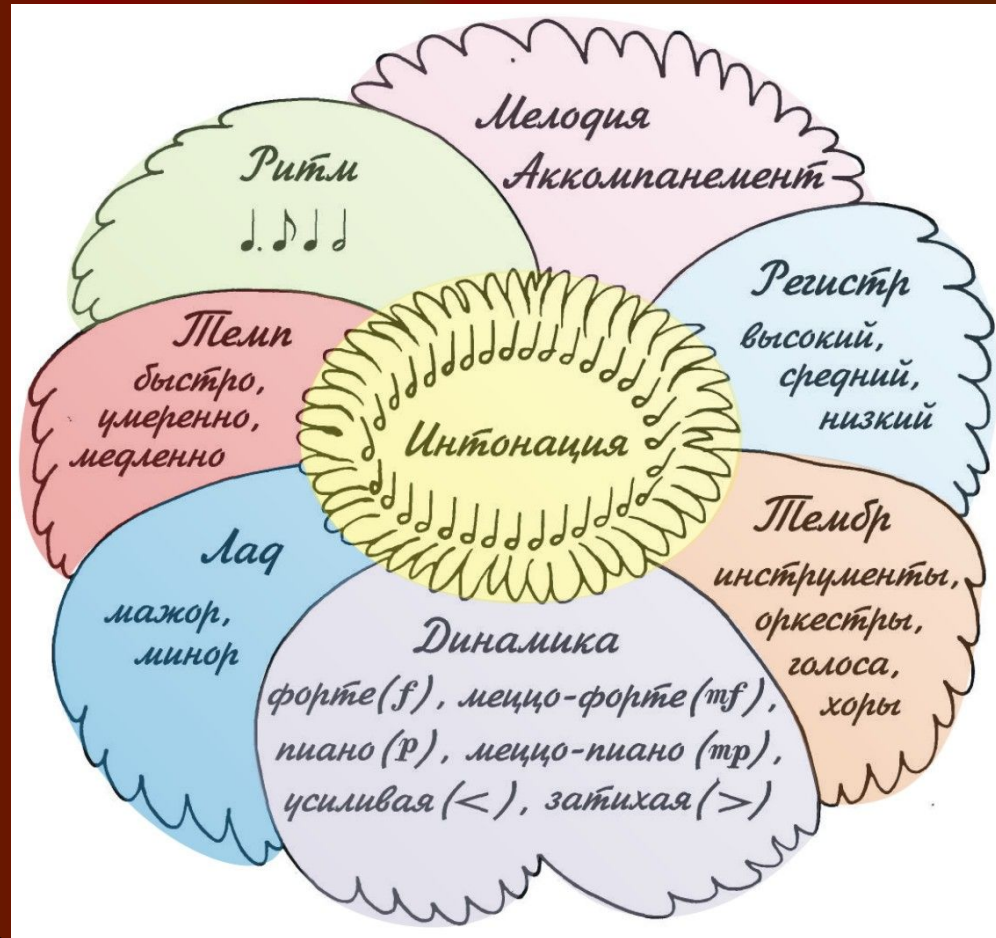 Мелодия
Аккомпанемент
Ритм
Регистр
высокий,
средний,
низкий
Темп
быстро,
умеренно,
медленно
Интонация
Тембр
инструменты,
оркестры,
голоса,
хоры
Лад
мажор,
минор
Динамика
форте(f), меццо-форте(mf),
пиано(p), меццо-пиано(mp),
усиливая(<), затихая(>)